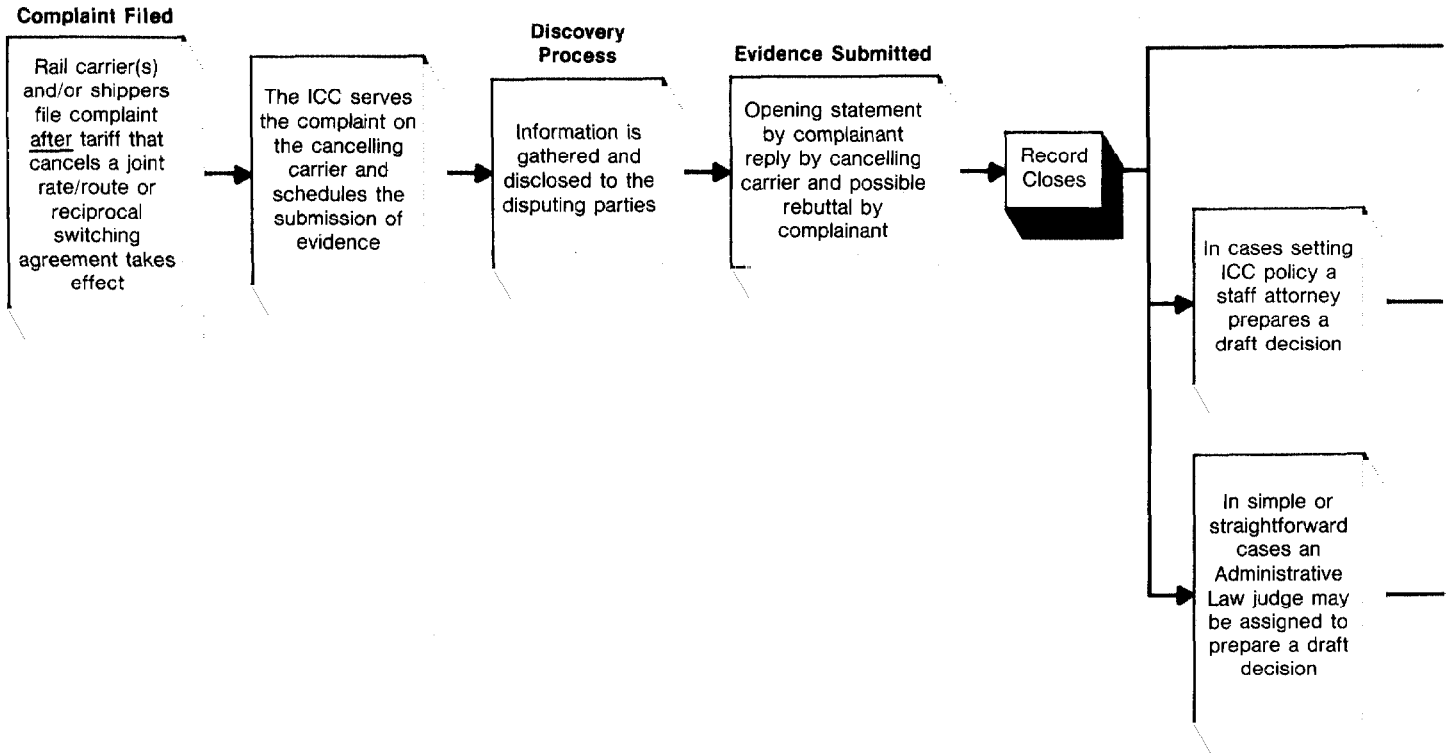 Complaint Filed
Rail carrier(s)
and/or shippers
file complaint
after tariff that
cancels a joint
rate/route or
reciprocal
switching
agreement takes
effect
The ICC serves
the complaint on
the cancelling
carrier and
schedules the
submission of
evidence
Discovery
Process
Information is
gathered and
disclosed to the
disputing parties
Evidence Submitted
Opening statement
by complainant
reply by cancelling
carrier and possible
rebuttal by
complainant
Record
Closes
In cases setting
ICC policy a
staff attorney
prepares a
draft decision
In simple or
straightforward
cases an
Administrative
Law judge may
be assigned to
prepare a draft
decision